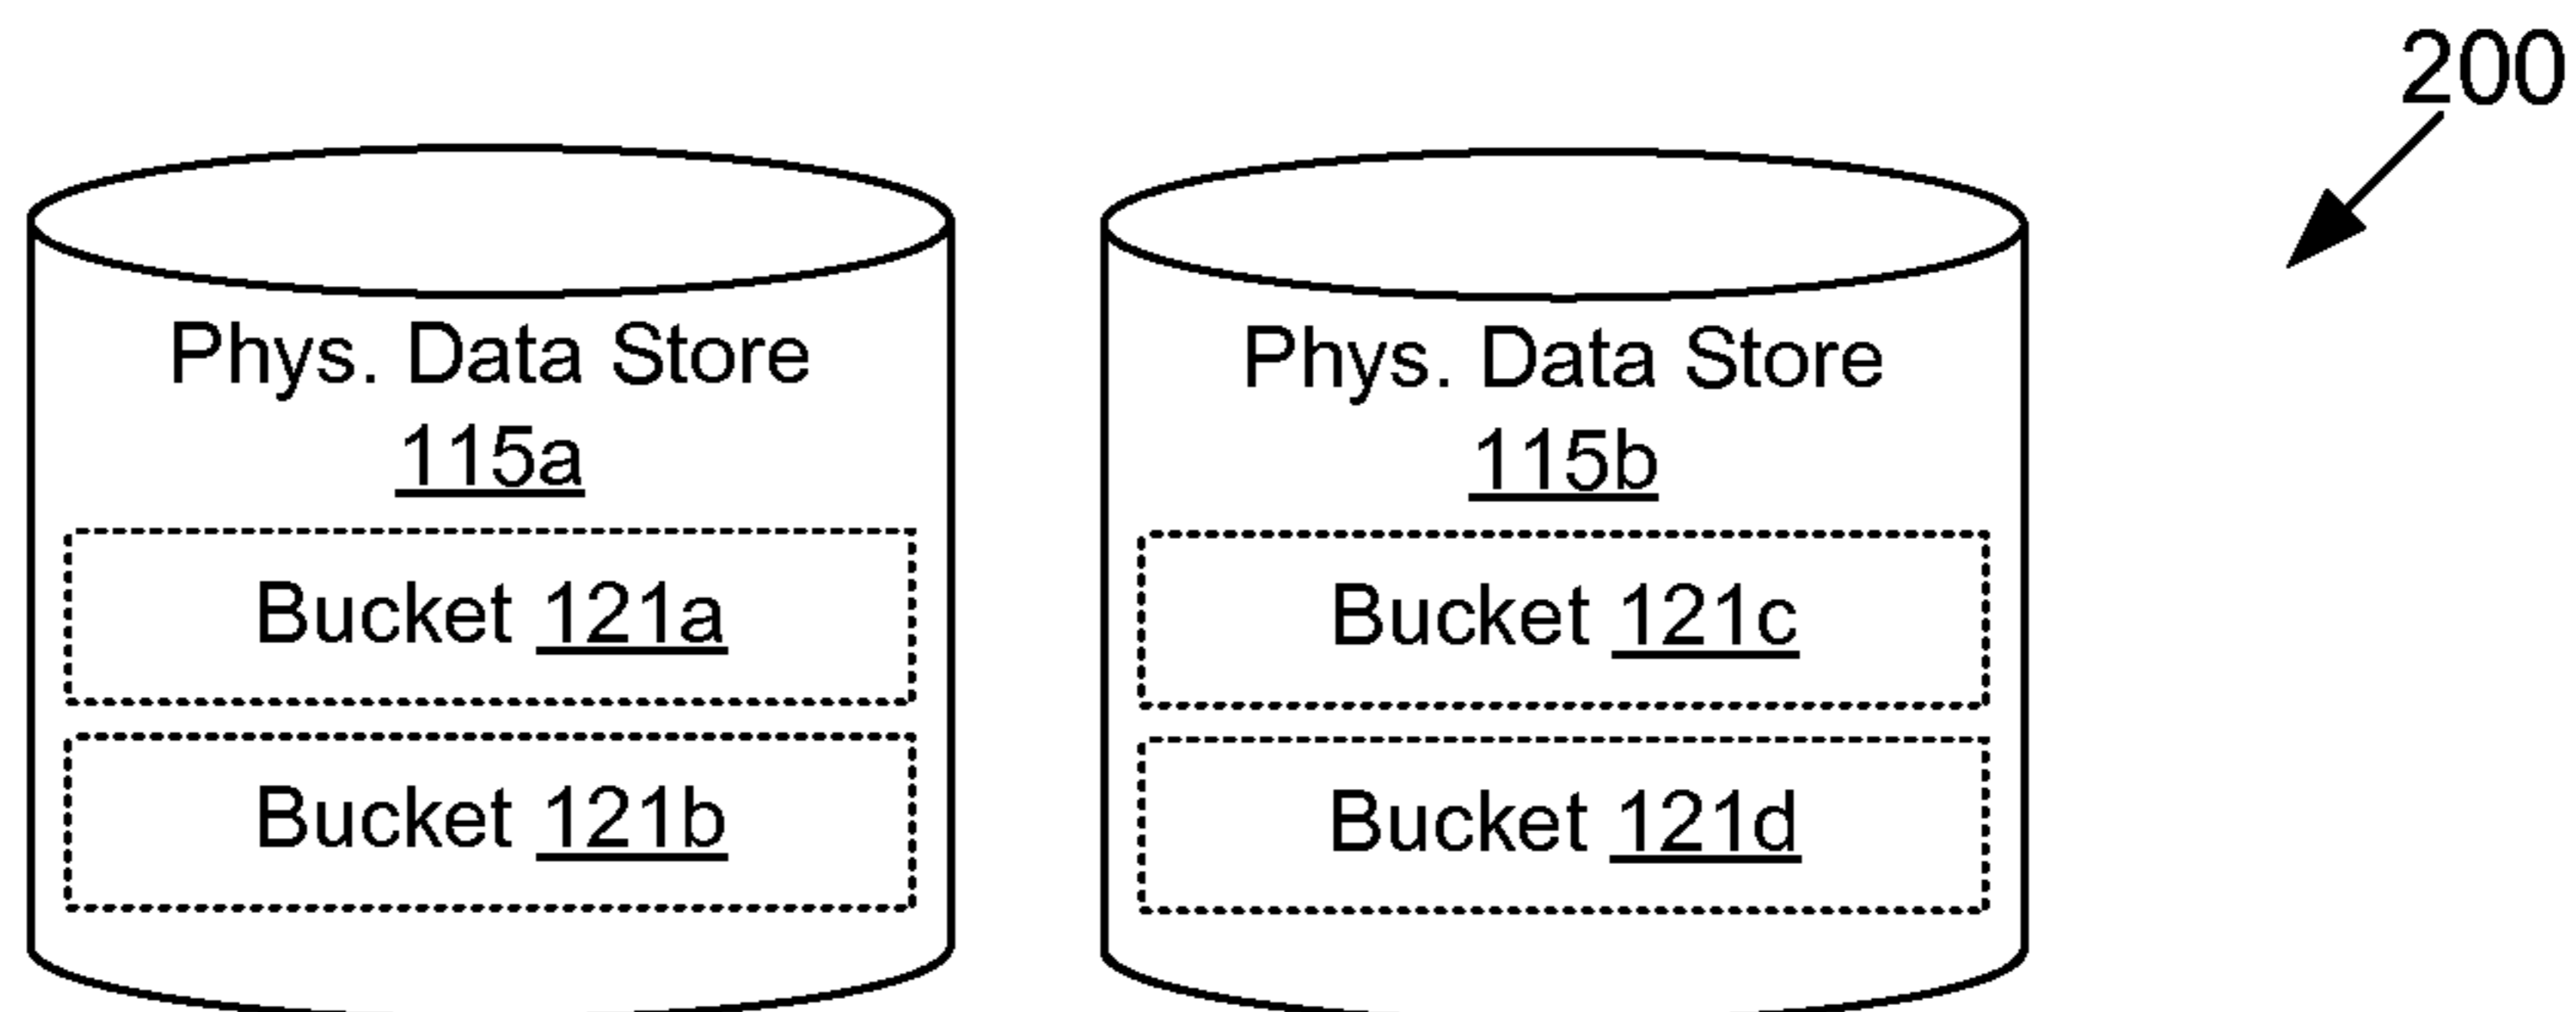 200
Phys. Data Store
115a
Bucket 121a
Bucket 121b
Phys. Data Store
115b
Bucket 121c
Bucket 121d